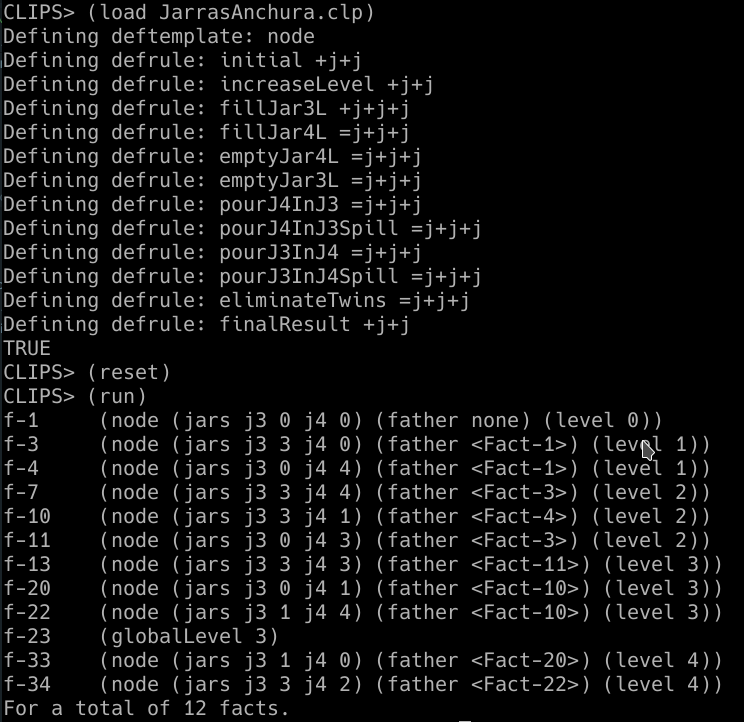 CLIPS> (load JarrasAnchura.clp)
Defining deftemplate: node
Defining defrule: initial +j+j
Defining defrule: increaseLevel +j+j
Defining defrule: fillJar3L +j+j+j
Defining defrule: fillJar4L =j+j+j
Defining defrule: emptyJar4L =j+j+j
Defining defrule: emptyJar3L =j+j+j
Defining defrule: pourJ4InJ3 =j+j+j
Defining defrule: pourJ4InJ3Spill =j+j+j
Defining defrule: pourJ3InJ4 =j+j+j
Defining defrule: pourJ3InJ4Spill =j+j+j
Defining defrule: eliminateTwins =j+j+j
Defining defrule: finalResult +j+j
TRUE
CLIPS> (reset)
CLIPS> (run)
f-1     (node (jars j3 0 j4 0) (father none) (level 0))
f-3     (node (jars j3 3 j4 0) (father <Fact-1>) (level 1))
f-4     (node (jars j3 0 j4 4) (father <Fact-1>) (level 1))
f-7     (node (jars j3 3 j4 4) (father <Fact-3>) (level 2))
f-10    (node (jars j3 3 j4 1) (father <Fact-4>) (level 2))
f-11    (node (jars j3 0 j4 3) (father <Fact-3>) (level 2))
f-13    (node (jars j3 3 j4 3) (father <Fact-11>) (level 3))
f-20    (node (jars j3 0 j4 1) (father <Fact-10>) (level 3))
f-22    (node (jars j3 1 j4 4) (father <Fact-10>) (level 3))
f-23    (globalLevel 3)
f-33    (node (jars j3 1 j4 0) (father <Fact-20>) (level 4))
f-34    (node (jars j3 3 j4 2) (father <Fact-22>) (level 4))
For a total of 12 facts.